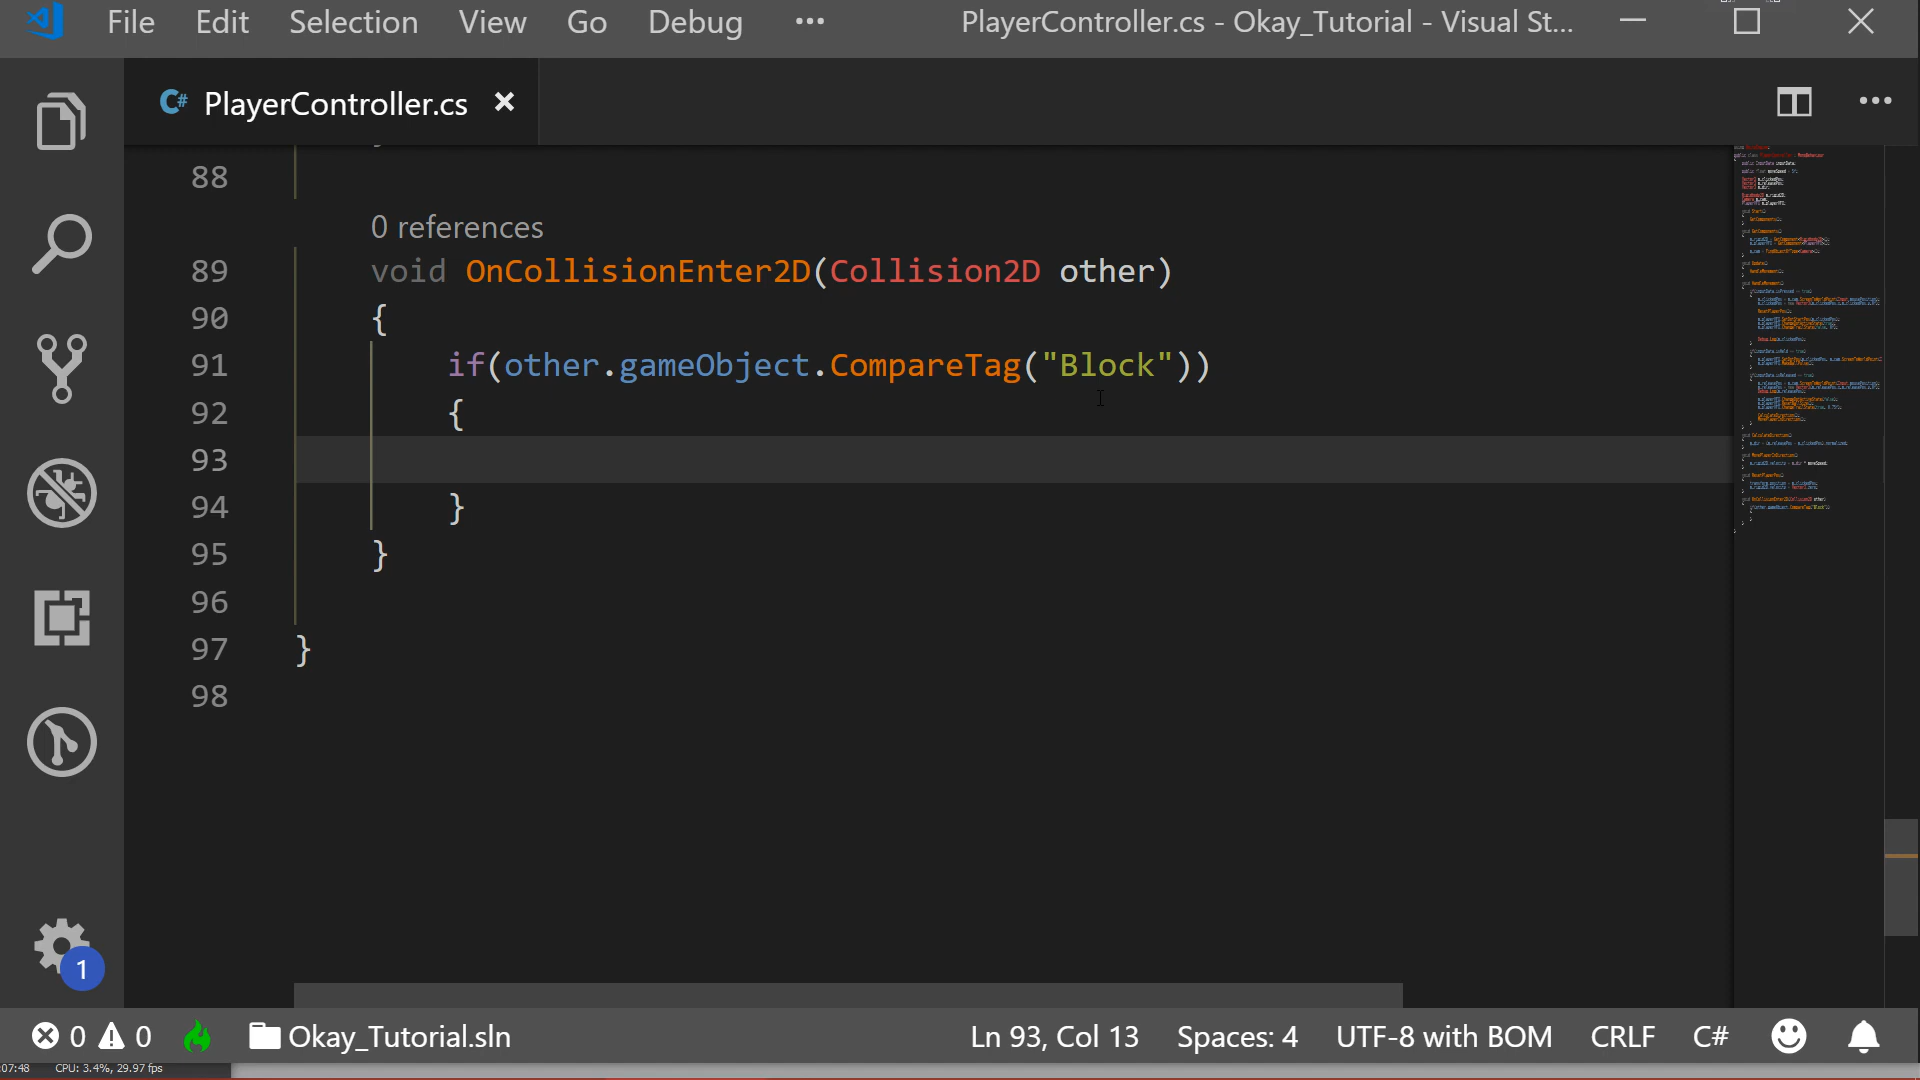 File Edit Selection View Go Debug ••• PlayerController.cs - Okay_Tutorial - Visual St...
C# PlayerController.cs
88
0 references
89 void OnCollisionEnter2D(Collision2D other)
90 {
91 if(other.gameObject.CompareTag("Block"))
92 {
93
94 }
95 }
96
97 }
98
1
0 0 Okay_Tutorial.sln Ln 93, Col 13 Spaces: 4 UTF-8 with BOM CRLF C#
:07:48 CPU: 3.4%, 29.97 fps